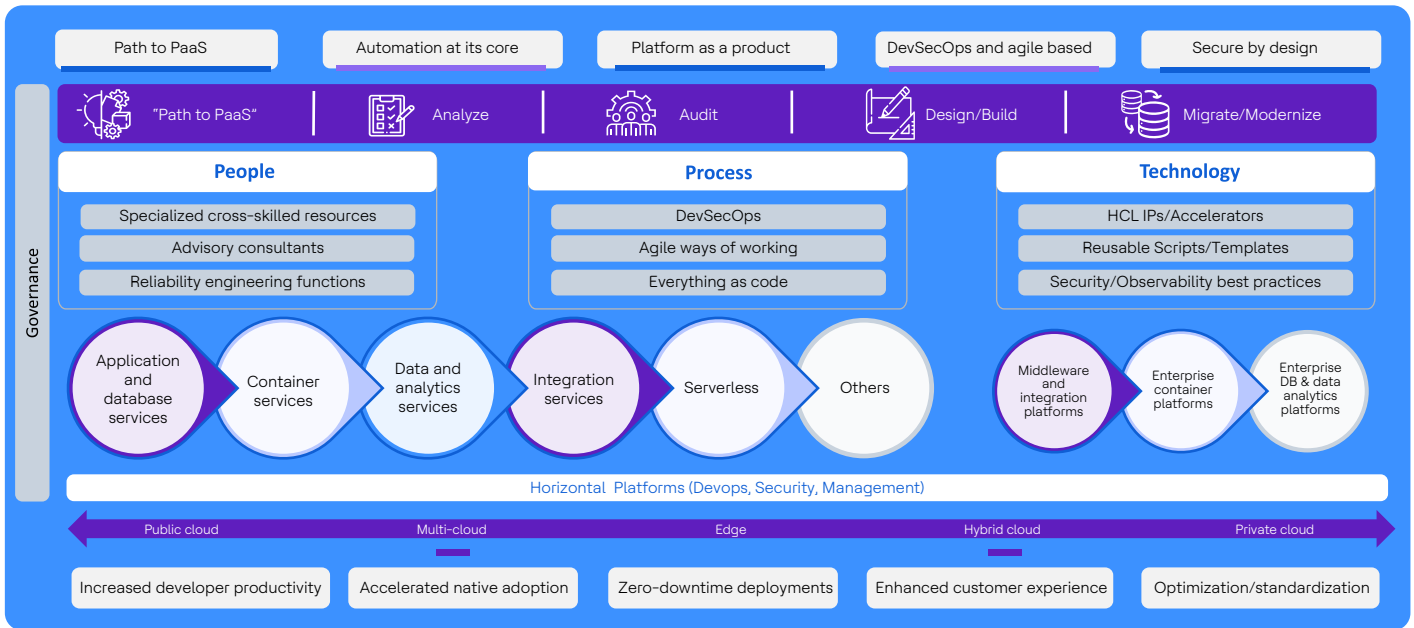 Path to PaaS
Automation at its core
Platform as a product
DevSecOps and agile based
Secure by design
Governance
"Path to PaaS"
Analyze
Audit
Design/Build
Migrate/Modernize
People
Specialized cross-skilled resources
Advisory consultants
Reliability engineering functions
Process
DevSecOps
Agile ways of working
Everything as code
Technology
HCL IPs/Accelerators
Reusable Scripts/Templates
Security/Observability best practices
Application
and
database
services
Container
services
Data and
analytics
services
Integration
services
Serverless
Others
Middleware
and
integration
platforms
Enterprise
container
platforms
Enterprise
DB & data
analytics
platforms
Horizontal Platforms (Devops, Security, Management)
Public cloud
Multi-cloud
Edge
Hybrid cloud
Private cloud
Increased developer productivity
Accelerated native adoption
Zero-downtime deployments
Enhanced customer experience
Optimization/standardization